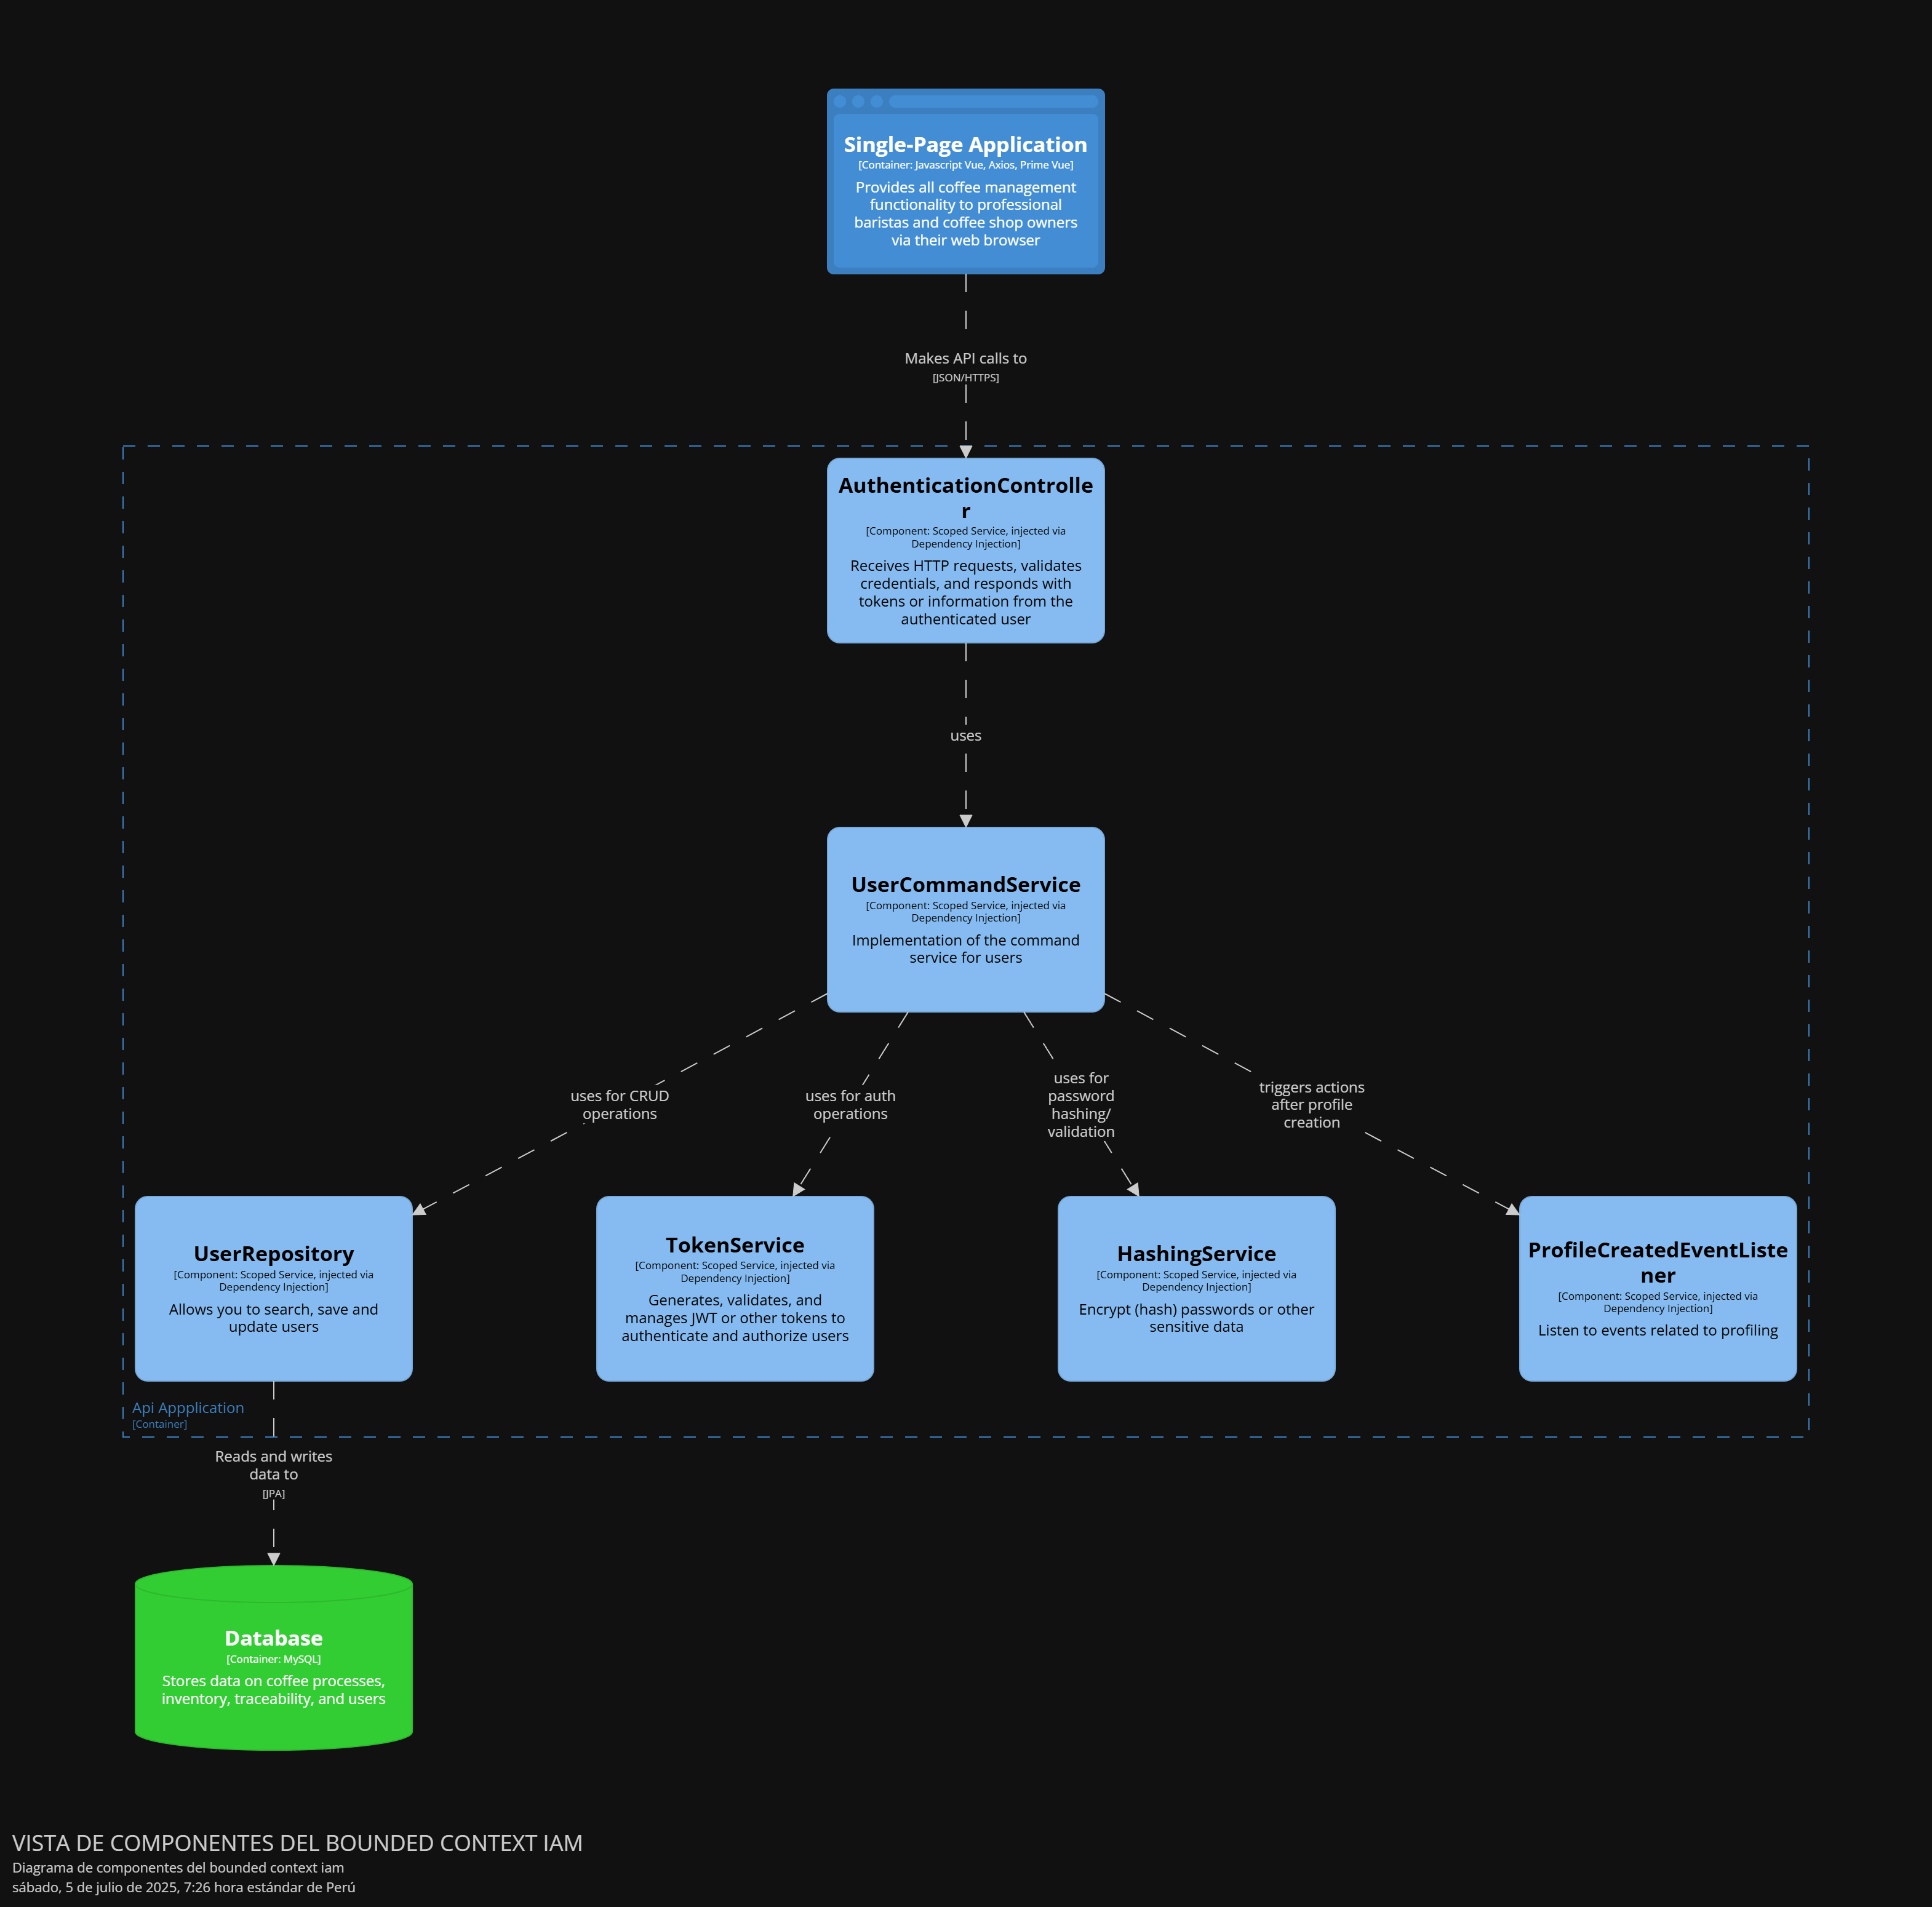 Single-Page Application
[Container: Javascript Vue, Axios, Prime Vue]
Provides all coffee management
functionality to professional
baristas and coffee shop owners
via their web browser
Makes API calls to
[JSON/HTTPS]
AuthenticationControlle
r
[Component: Scoped Service, injected via
Dependency Injection]
Receives HTTP requests, validates
credentials, and responds with
tokens or information from the
authenticated user
uses
UserCommandService
[Component: Scoped Service, injected via
Dependency Injection]
Implementation of the command
service for users
uses for CRUD
operations
uses for auth
operations
uses for
password
hashing/
validation
triggers actions
after profile
creation
UserRepository
[Component: Scoped Service, injected via
Dependency Injection]
Allows you to search, save and
update users
TokenService
[Component: Scoped Service, injected via
Dependency Injection]
Generates, validates, and
manages JWT or other tokens to
authenticate and authorize users
HashingService
[Component: Scoped Service, injected via
Dependency Injection]
Encrypt (hash) passwords or other
sensitive data
ProfileCreatedEventListe
ner
[Component: Scoped Service, injected via
Dependency Injection]
Listen to events related to profiling
Api Appplication
[Container]
Reads and writes
data to
[JPA]
Database
[Container: MySQL]
Stores data on coffee processes,
inventory, traceability, and users
VISTA DE COMPONENTES DEL BOUNDED CONTEXT IAM
Diagrama de componentes del bounded context iam
sábado, 5 de julio de 2025, 7:26 hora estándar de Perú